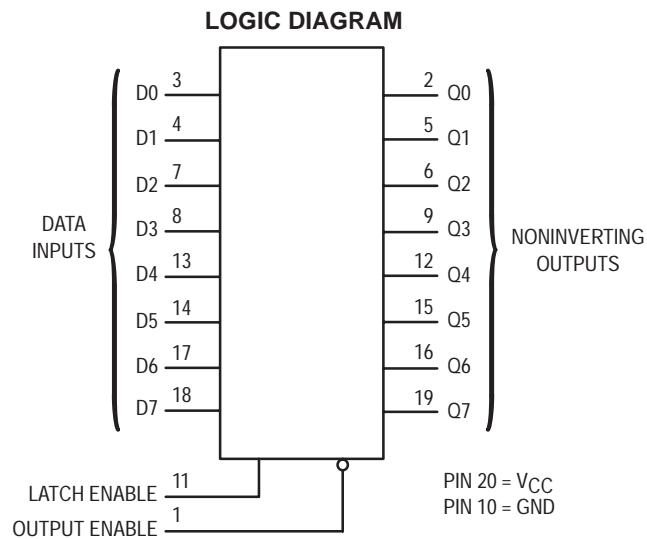 LOGIC DIAGRAM
D0 3
2 Q0
D1 4
5 Q1
D2 7
6 Q2
D3 8
9 Q3
DATA
INPUTS
NONINVERTING
OUTPUTS
D4 13
12 Q4
D5 14
15 Q5
D6 17
16 Q6
D7 18
19 Q7
LATCH ENABLE 11
OUTPUT ENABLE 1
PIN 20 = VCC
PIN 10 = GND